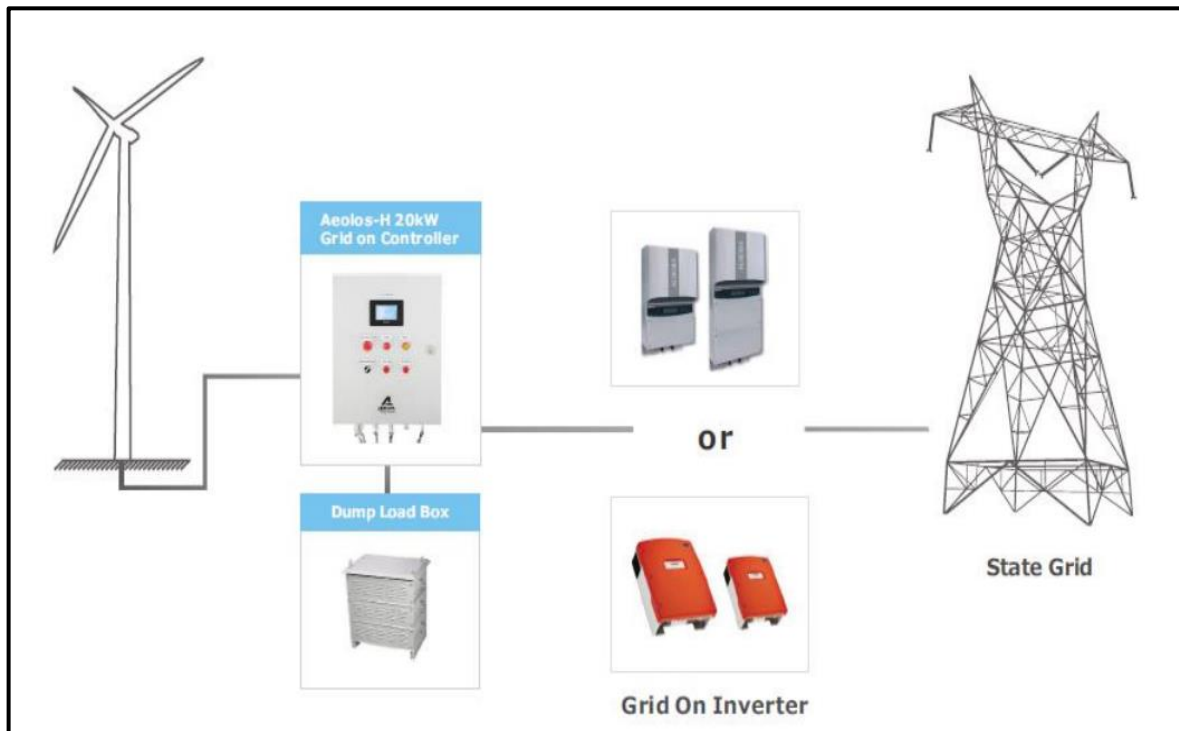 Aeolos-H 20kW
Grid on Controller
Dump Load Box
or
Grid On Inverter
State Grid